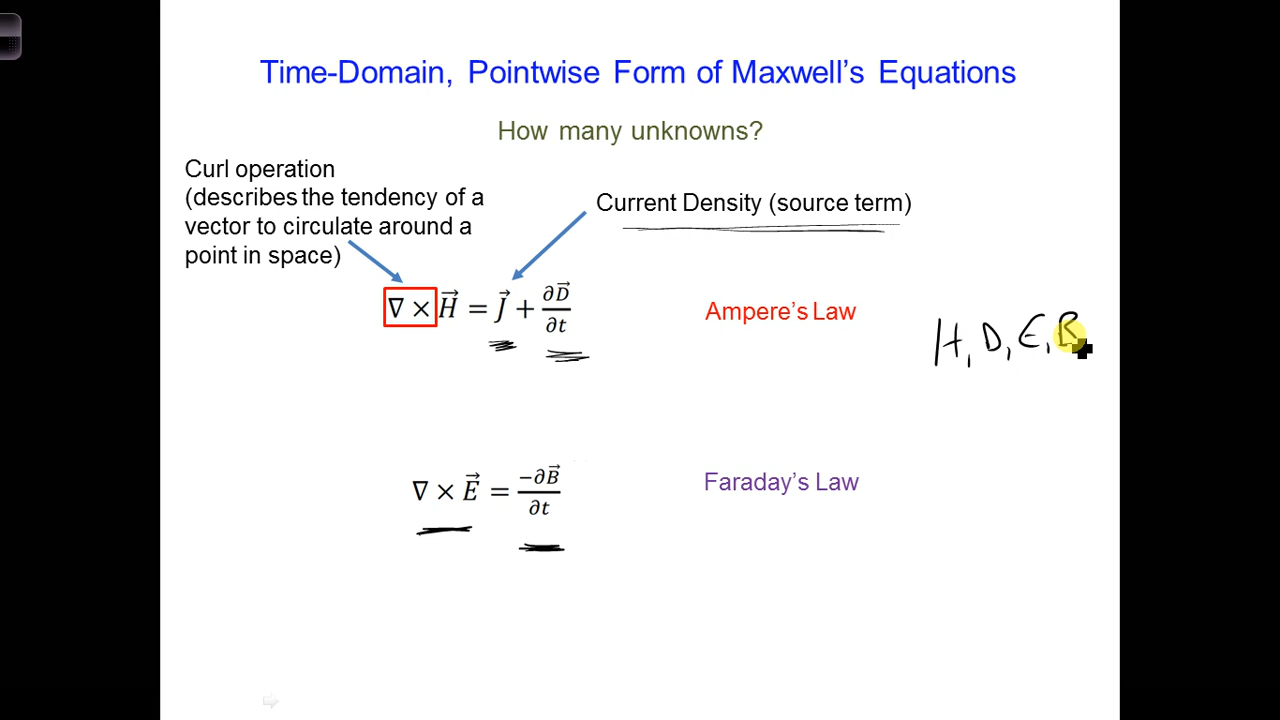 Time-Domain, Pointwise Form of Maxwell's Equations
How many unknowns?
Curl operation
(describes the tendency of a
vector to circulate around a
point in space)
Current Density (source term)
∇ × H⃗ = J⃗ + ∂D⃗/∂t
Ampere's Law
H, D, E, B
∇ × E⃗ = −∂B⃗/∂t
Faraday's Law